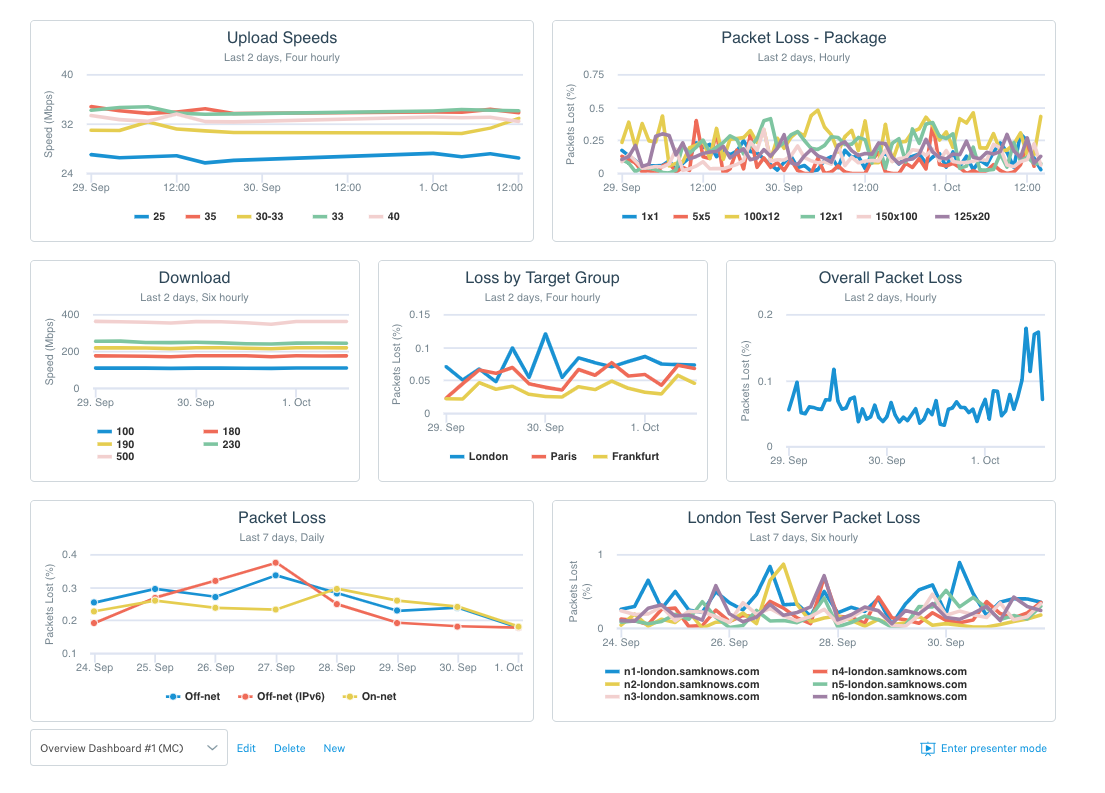 Upload Speeds
Last 2 days, Four hourly
Speed (Mbps)
40
32
24
29. Sep 12:00 30. Sep 12:00 1. Oct 12:00
25 35 30-33 33 40
Packet Loss - Package
Last 2 days, Hourly
Packets Lost (%)
0.75
0.5
0.25
0
29. Sep 12:00 30. Sep 12:00 1. Oct 12:00
1x1 5x5 100x12 12x1 150x100 125x20
Download
Last 2 days, Six hourly
Speed (Mbps)
400
200
0
29. Sep 30. Sep 1. Oct
100 180
190 230
500
Loss by Target Group
Last 2 days, Four hourly
Packets Lost (%)
0.15
0.1
0.05
0
29. Sep 30. Sep 1. Oct
London Paris Frankfurt
Overall Packet Loss
Last 2 days, Hourly
Packets Lost (%)
0.2
0.1
0
29. Sep 30. Sep 1. Oct
Packet Loss
Last 7 days, Daily
Packets Lost (%)
0.4
0.3
0.2
0.1
24. Sep 25. Sep 26. Sep 27. Sep 28. Sep 29. Sep 30. Sep 1. Oct
Off-net Off-net (IPv6) On-net
London Test Server Packet Loss
Last 7 days, Six hourly
Packets Lost
(%)
1
0
24. Sep 26. Sep 28. Sep 30. Sep
n1-london.samknows.com n4-london.samknows.com
n2-london.samknows.com n5-london.samknows.com
n3-london.samknows.com n6-london.samknows.com
Overview Dashboard #1 (MC) Edit Delete New Enter presenter mode